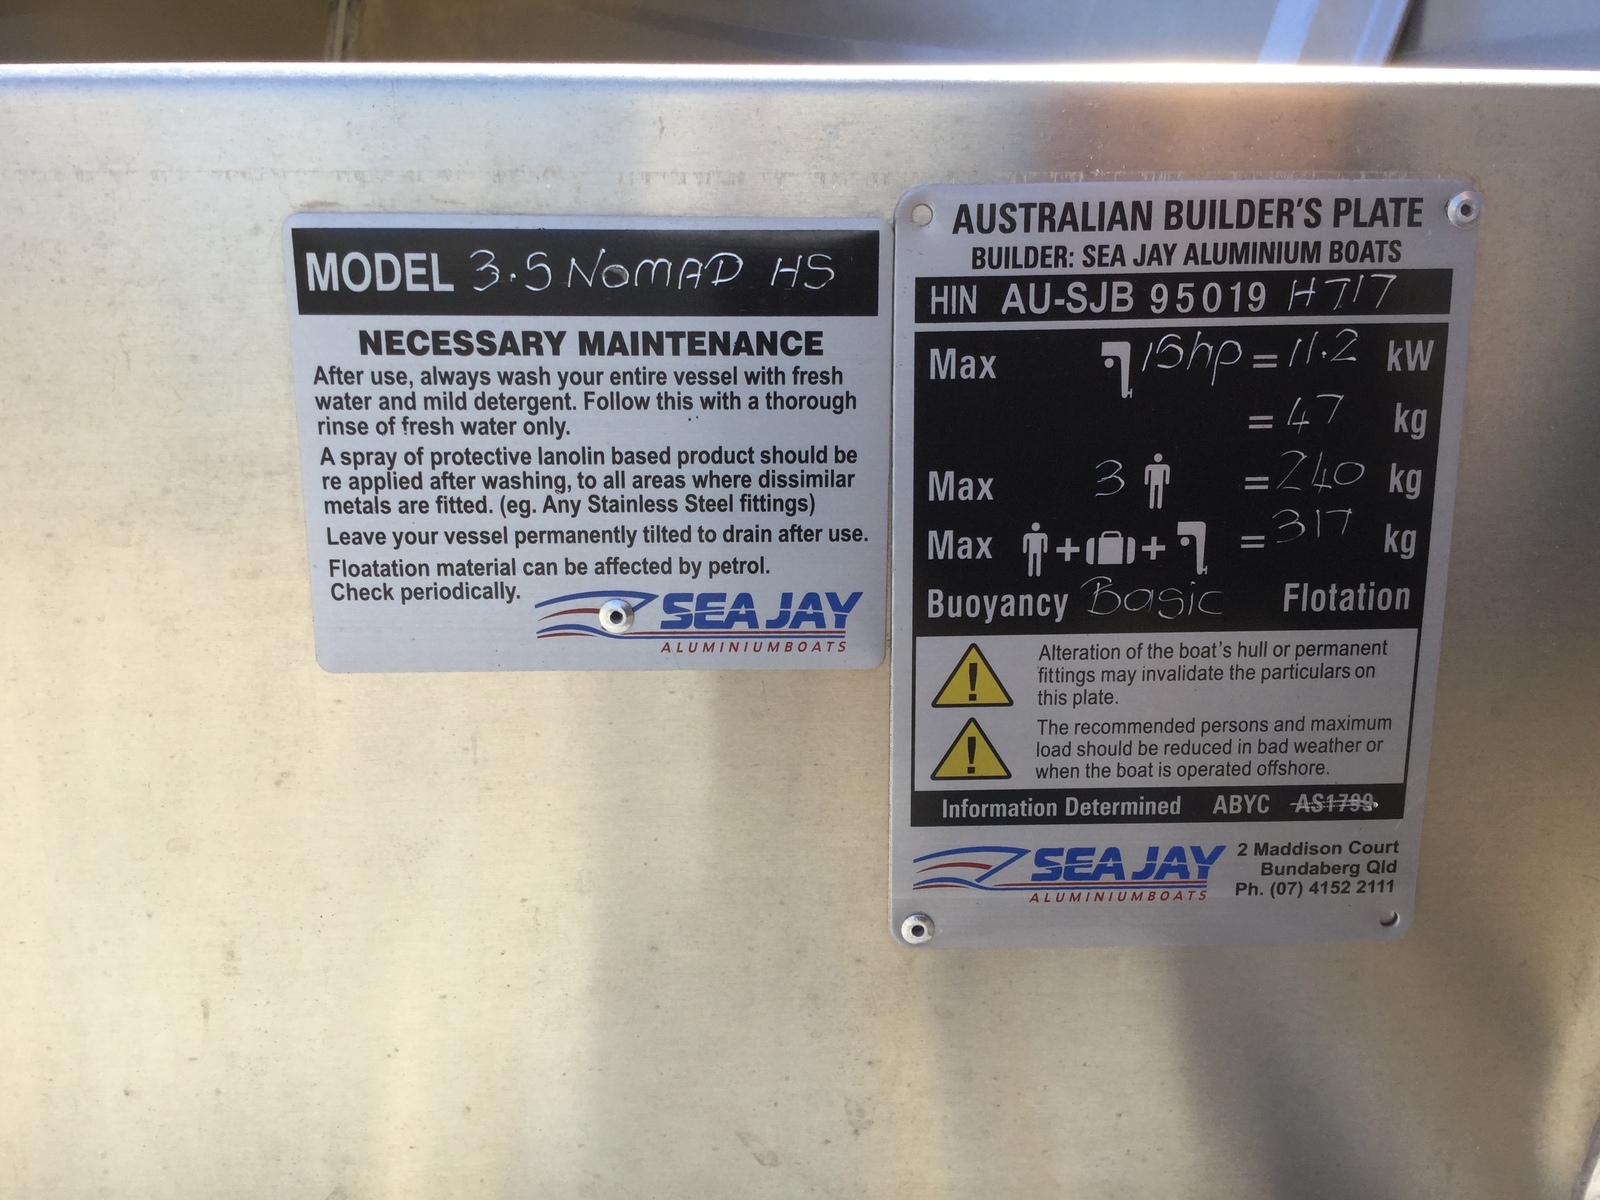 MODEL 3.5 NOMAD HS
NECESSARY MAINTENANCE
After use, always wash your entire vessel with fresh
water and mild detergent. Follow this with a thorough
rinse of fresh water only.
A spray of protective lanolin based product should be
re applied after washing, to all areas where dissimilar
metals are fitted. (eg. Any Stainless Steel fittings)
Leave your vessel permanently tilted to drain after use.
Floatation material can be affected by petrol.
Check periodically.
SEA JAY
ALUMINIUMBOATS
AUSTRALIAN BUILDER'S PLATE
BUILDER: SEA JAY ALUMINIUM BOATS
HIN AU-SJB 95019 H717
Max 15hp = 11.2 kW
= 47 kg
Max 3 = 240 kg
Max + + = 317 kg
Buoyancy Basic Flotation
Alteration of the boat's hull or permanent
fittings may invalidate the particulars on
this plate.
The recommended persons and maximum
load should be reduced in bad weather or
when the boat is operated offshore.
Information Determined ABYC AS1799
SEA JAY
ALUMINIUMBOATS
2 Maddison Court
Bundaberg Qld
Ph. (07) 4152 2111